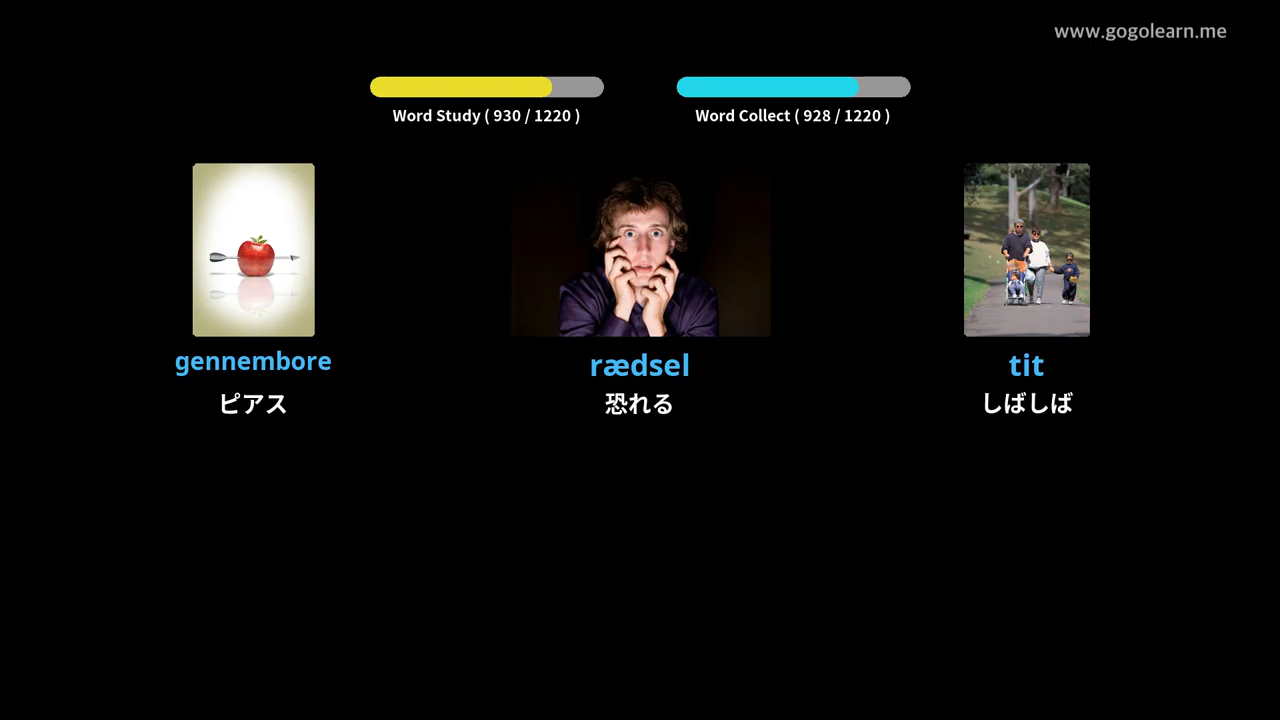 www.gogolearn.me
Word Study ( 930 / 1220 )
Word Collect ( 928 / 1220 )
gennembore
rædsel
tit
ピアス
恐れる
しばしば